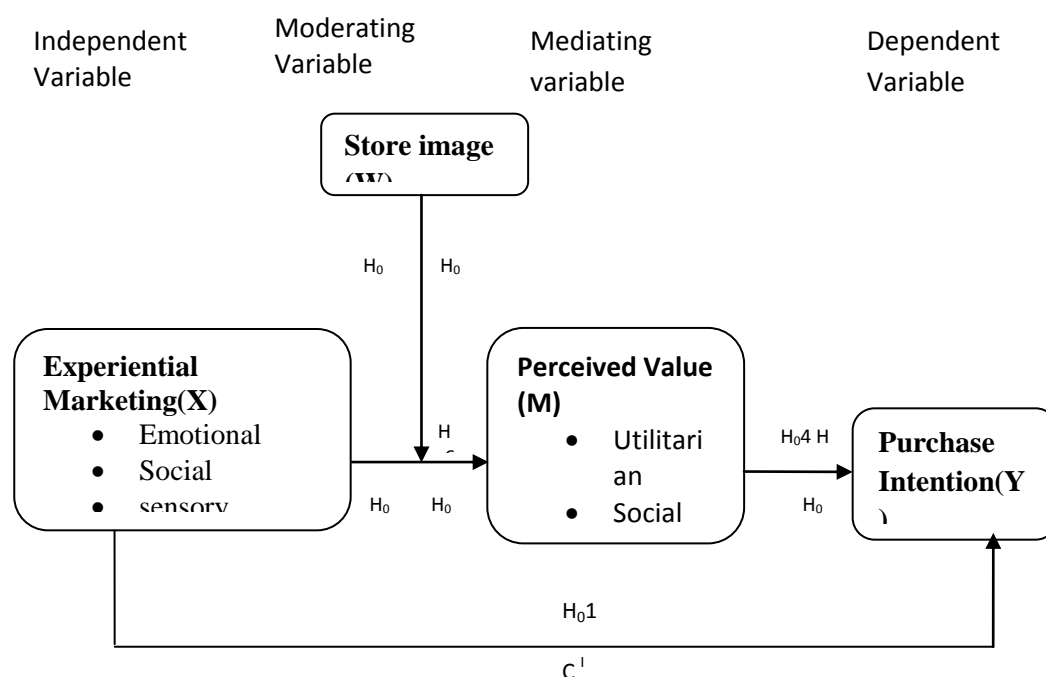 Independent
Variable
Moderating
Variable
Mediating
variable
Dependent
Variable
Store image
(W)
H₀ H₀
Experiential
Marketing(X)
• Emotional
• Social
• sensory
H
H₀ H₀
Perceived Value
(M)
• Utilitari
an
• Social
H₀4 H
H₀
Purchase
Intention(Y
)
H₀1
C